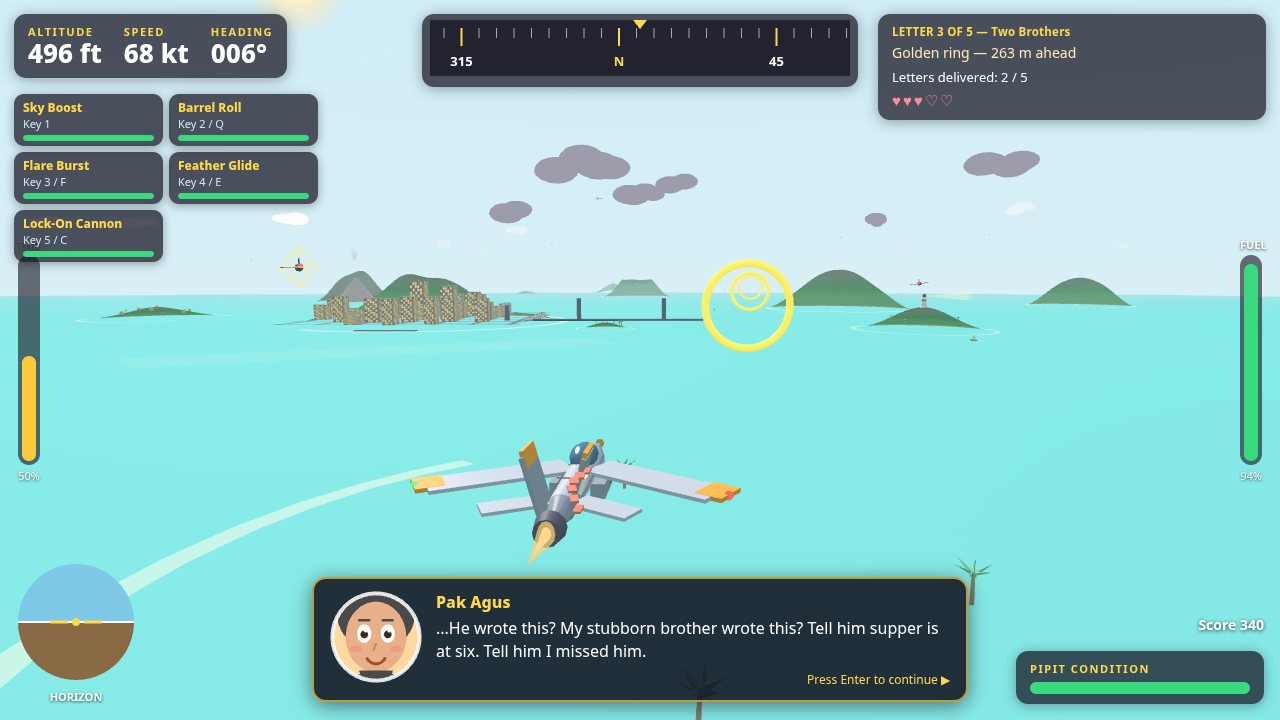 ALTITUDE SPEED HEADING
496 ft 68 kt 006°
315 N 45
LETTER 3 OF 5 — Two Brothers
Golden ring — 263 m ahead
Letters delivered: 2 / 5
♥♥♥♡♡
Sky Boost
Key 1
Barrel Roll
Key 2 / Q
Flare Burst
Key 3 / F
Feather Glide
Key 4 / E
Lock-On Cannon
Key 5 / C
FUEL
50%
94%
Pak Agus
...He wrote this? My stubborn brother wrote this? Tell him supper is
at six. Tell him I missed him.
Press Enter to continue ▶
HORIZON
Score 340
PIPIT CONDITION